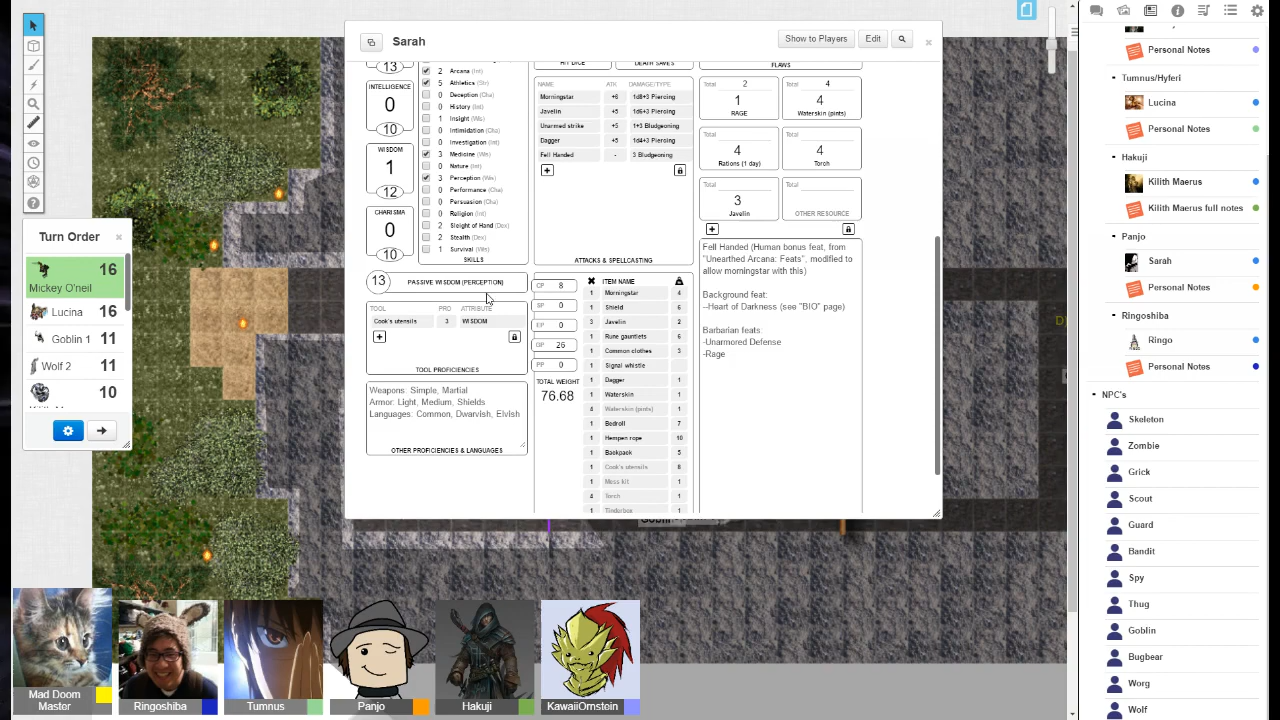 Sarah
Show to Players
Edit
13
INTELLIGENCE
0
10
WISDOM
1
12
CHARISMA
0
10
2 Arcana (Int)
5 Athletics (Str)
0 Deception (Cha)
0 History (Int)
1 Insight (Wis)
0 Intimidation (Cha)
0 Investigation (Int)
3 Medicine (Wis)
0 Nature (Int)
3 Perception (Wis)
0 Performance (Cha)
0 Persuasion (Cha)
0 Religion (Int)
2 Sleight of Hand (Dex)
2 Stealth (Dex)
1 Survival (Wis)
SKILLS
13 PASSIVE WISDOM (PERCEPTION)
TOOL PRO ATTRIBUTE
Cook's utensils 3 WISDOM
TOOL PROFICIENCIES
Weapons: Simple, Martial
Armor: Light, Medium, Shields
Languages: Common, Dwarvish, Elvish
OTHER PROFICIENCIES & LANGUAGES
HIT DICE
DEATH SAVES
NAME ATK DAMAGE/TYPE
Morningstar +6 1d8+3 Piercing
Javelin +5 1d6+3 Piercing
Unarmed strike +5 1+3 Bludgeoning
Dagger +5 1d4+3 Piercing
Fell Handed - 3 Bludgeoning
ATTACKS & SPELLCASTING
CP 8
SP 0
EP 0
GP 26
PP 0
TOTAL WEIGHT
76.68
ITEM NAME
1 Morningstar 4
1 Shield 6
3 Javelin 2
1 Rune gauntlets 6
1 Common clothes 3
1 Signal whistle
1 Dagger 1
1 Waterskin 1
4 Waterskin (pints) 1
1 Bedroll 7
1 Hempen rope 10
1 Backpack 5
1 Cook's utensils 8
1 Mess kit 1
4 Torch 1
1 Tinderbox 1
FLAWS
Total 2
1
RAGE
Total 4
4
Waterskin (pints)
Total
4
Rations (1 day)
Total
4
Torch
Total
3
Javelin
Total
OTHER RESOURCE
Fell Handed (Human bonus feat, from
"Unearthed Arcana: Feats", modified to
allow morningstar with this)
Background feat:
--Heart of Darkness (see "BIO" page)
Barbarian feats:
-Unarmored Defense
-Rage
Turn Order
16
Mickey O'neil
Lucina 16
Goblin 1 11
Wolf 2 11
10
Mad Doom
Master
Ringoshiba
Tumnus
Panjo
Hakuji
KawaiiOrnstein
Personal Notes
Tumnus/Hyteri
Lucina
Personal Notes
Hakuji
Kilith Maerus
Kilith Maerus full notes
Panjo
Sarah
Personal Notes
Ringoshiba
Ringo
Personal Notes
NPC's
Skeleton
Zombie
Grick
Scout
Guard
Bandit
Spy
Thug
Goblin
Bugbear
Worg
Wolf